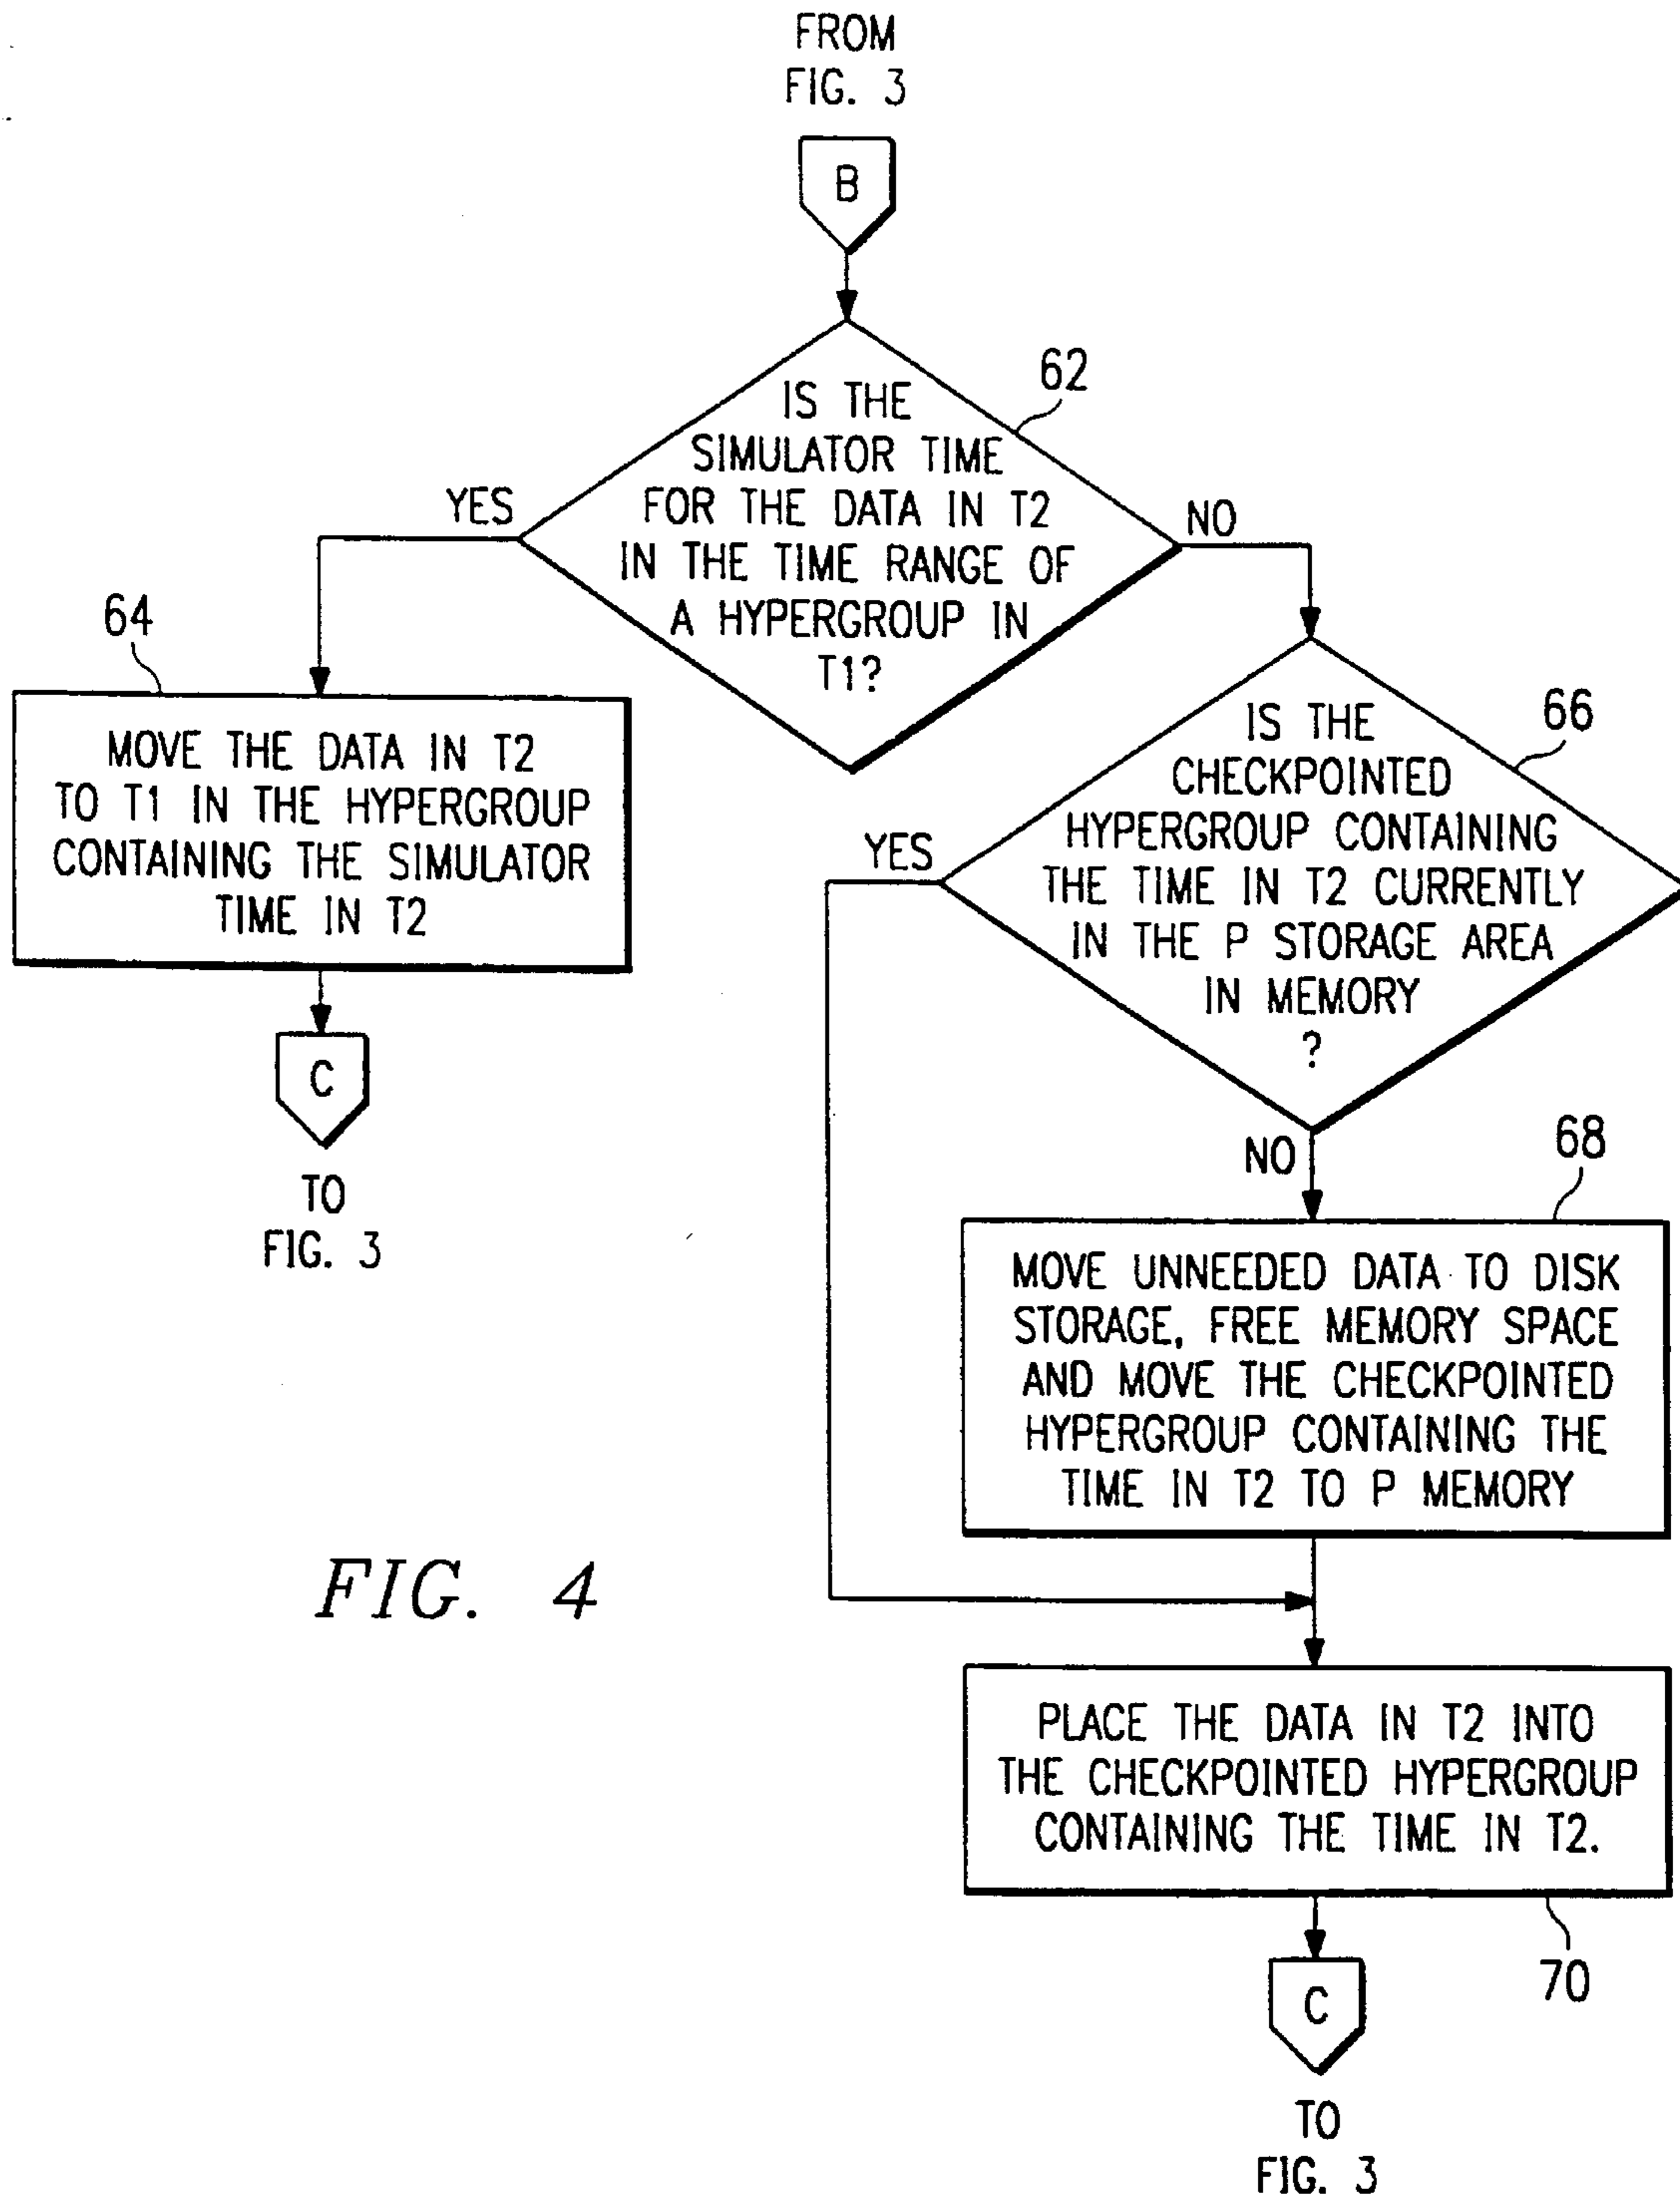 FROM
FIG. 3
B
62
IS THE
SIMULATOR TIME
FOR THE DATA IN T2
IN THE TIME RANGE OF
A HYPERGROUP IN
T1?
YES
NO
64
MOVE THE DATA IN T2
TO T1 IN THE HYPERGROUP
CONTAINING THE SIMULATOR
TIME IN T2
C
TO
FIG. 3
66
IS THE
CHECKPOINTED
HYPERGROUP CONTAINING
THE TIME IN T2 CURRENTLY
IN THE P STORAGE AREA
IN MEMORY
?
YES
NO
68
MOVE UNNEEDED DATA TO DISK
STORAGE, FREE MEMORY SPACE
AND MOVE THE CHECKPOINTED
HYPERGROUP CONTAINING THE
TIME IN T2 TO P MEMORY
FIG. 4
PLACE THE DATA IN T2 INTO
THE CHECKPOINTED HYPERGROUP
CONTAINING THE TIME IN T2.
70
C
TO
FIG. 3